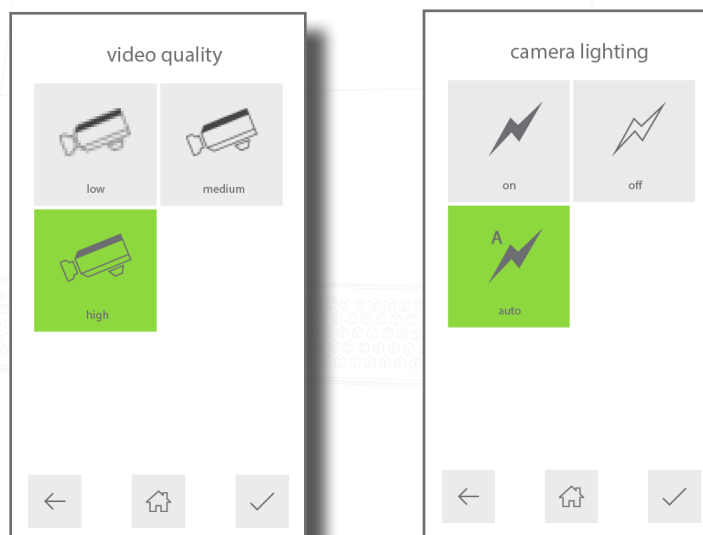 video quality
low
medium
high
camera lighting
on
off
A
auto